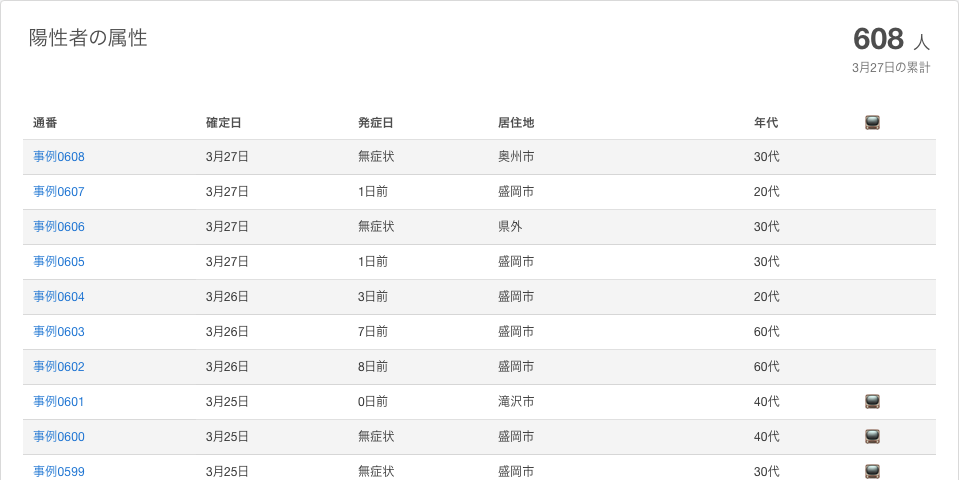 陽性者の属性
608 人
3月27日の累計
通番 確定日 発症日 居住地 年代
事例0608 3月27日 無症状 奥州市 30代
事例0607 3月27日 1日前 盛岡市 20代
事例0606 3月27日 無症状 県外 30代
事例0605 3月27日 1日前 盛岡市 30代
事例0604 3月26日 3日前 盛岡市 20代
事例0603 3月26日 7日前 盛岡市 60代
事例0602 3月26日 8日前 盛岡市 60代
事例0601 3月25日 0日前 滝沢市 40代
事例0600 3月25日 無症状 盛岡市 40代
事例0599 3月25日 無症状 盛岡市 30代